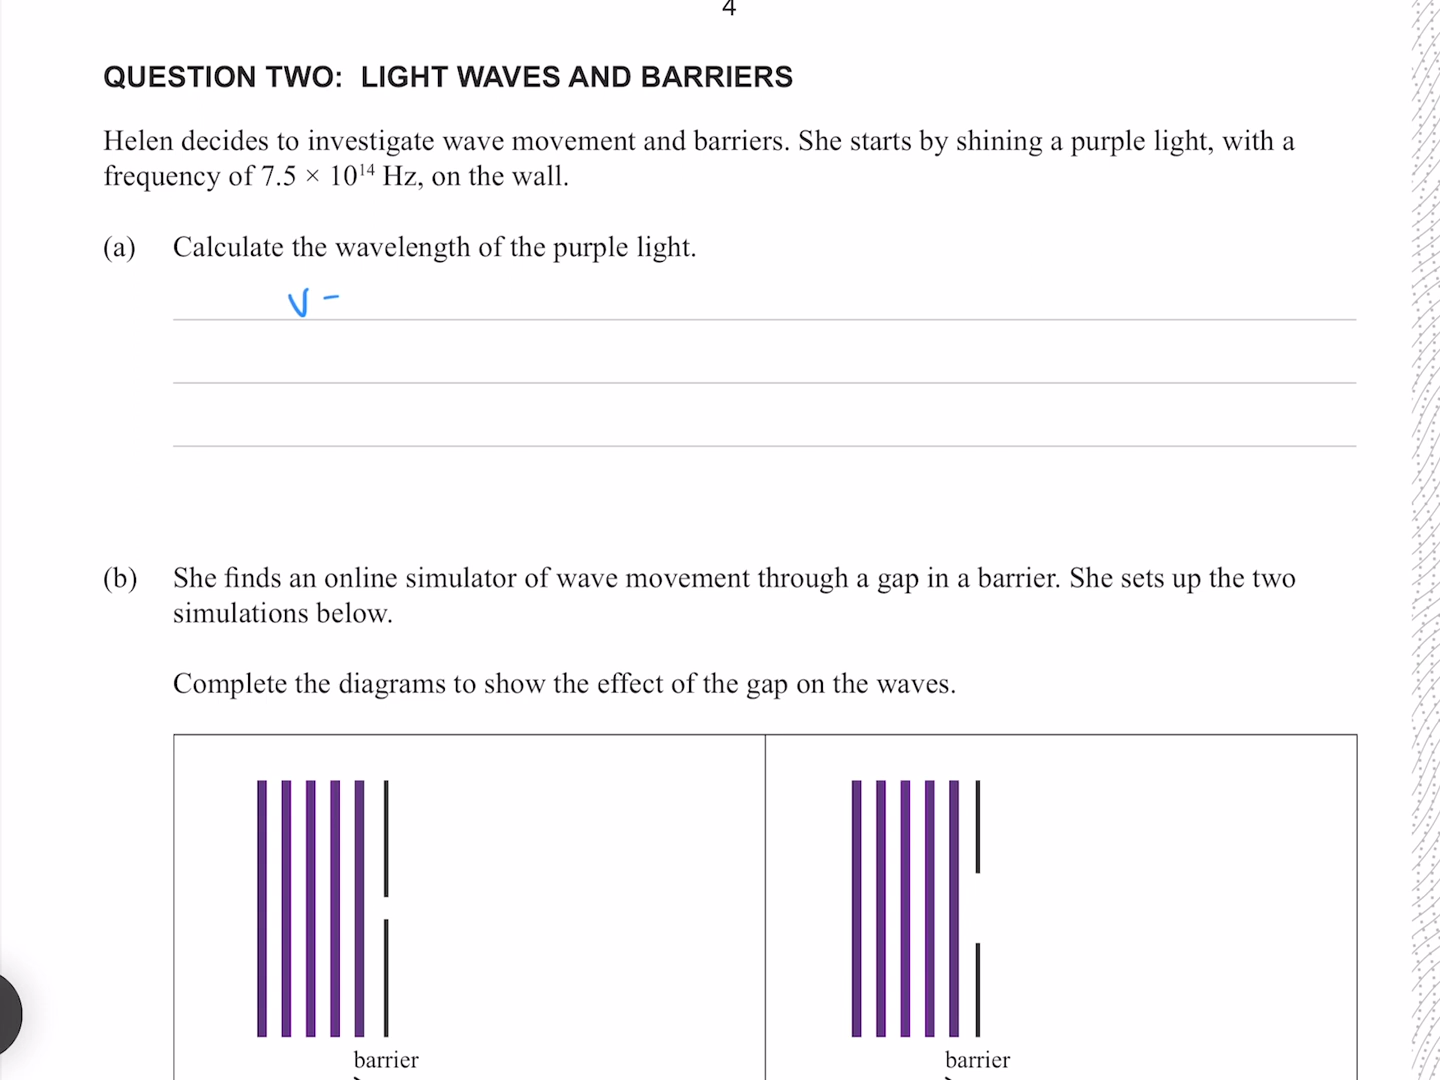 4
QUESTION TWO: LIGHT WAVES AND BARRIERS
Helen decides to investigate wave movement and barriers. She starts by shining a purple light, with a
frequency of 7.5 × 10¹⁴ Hz, on the wall.
(a) Calculate the wavelength of the purple light.
v -
(b) She finds an online simulator of wave movement through a gap in a barrier. She sets up the two
simulations below.
Complete the diagrams to show the effect of the gap on the waves.
barrier
barrier